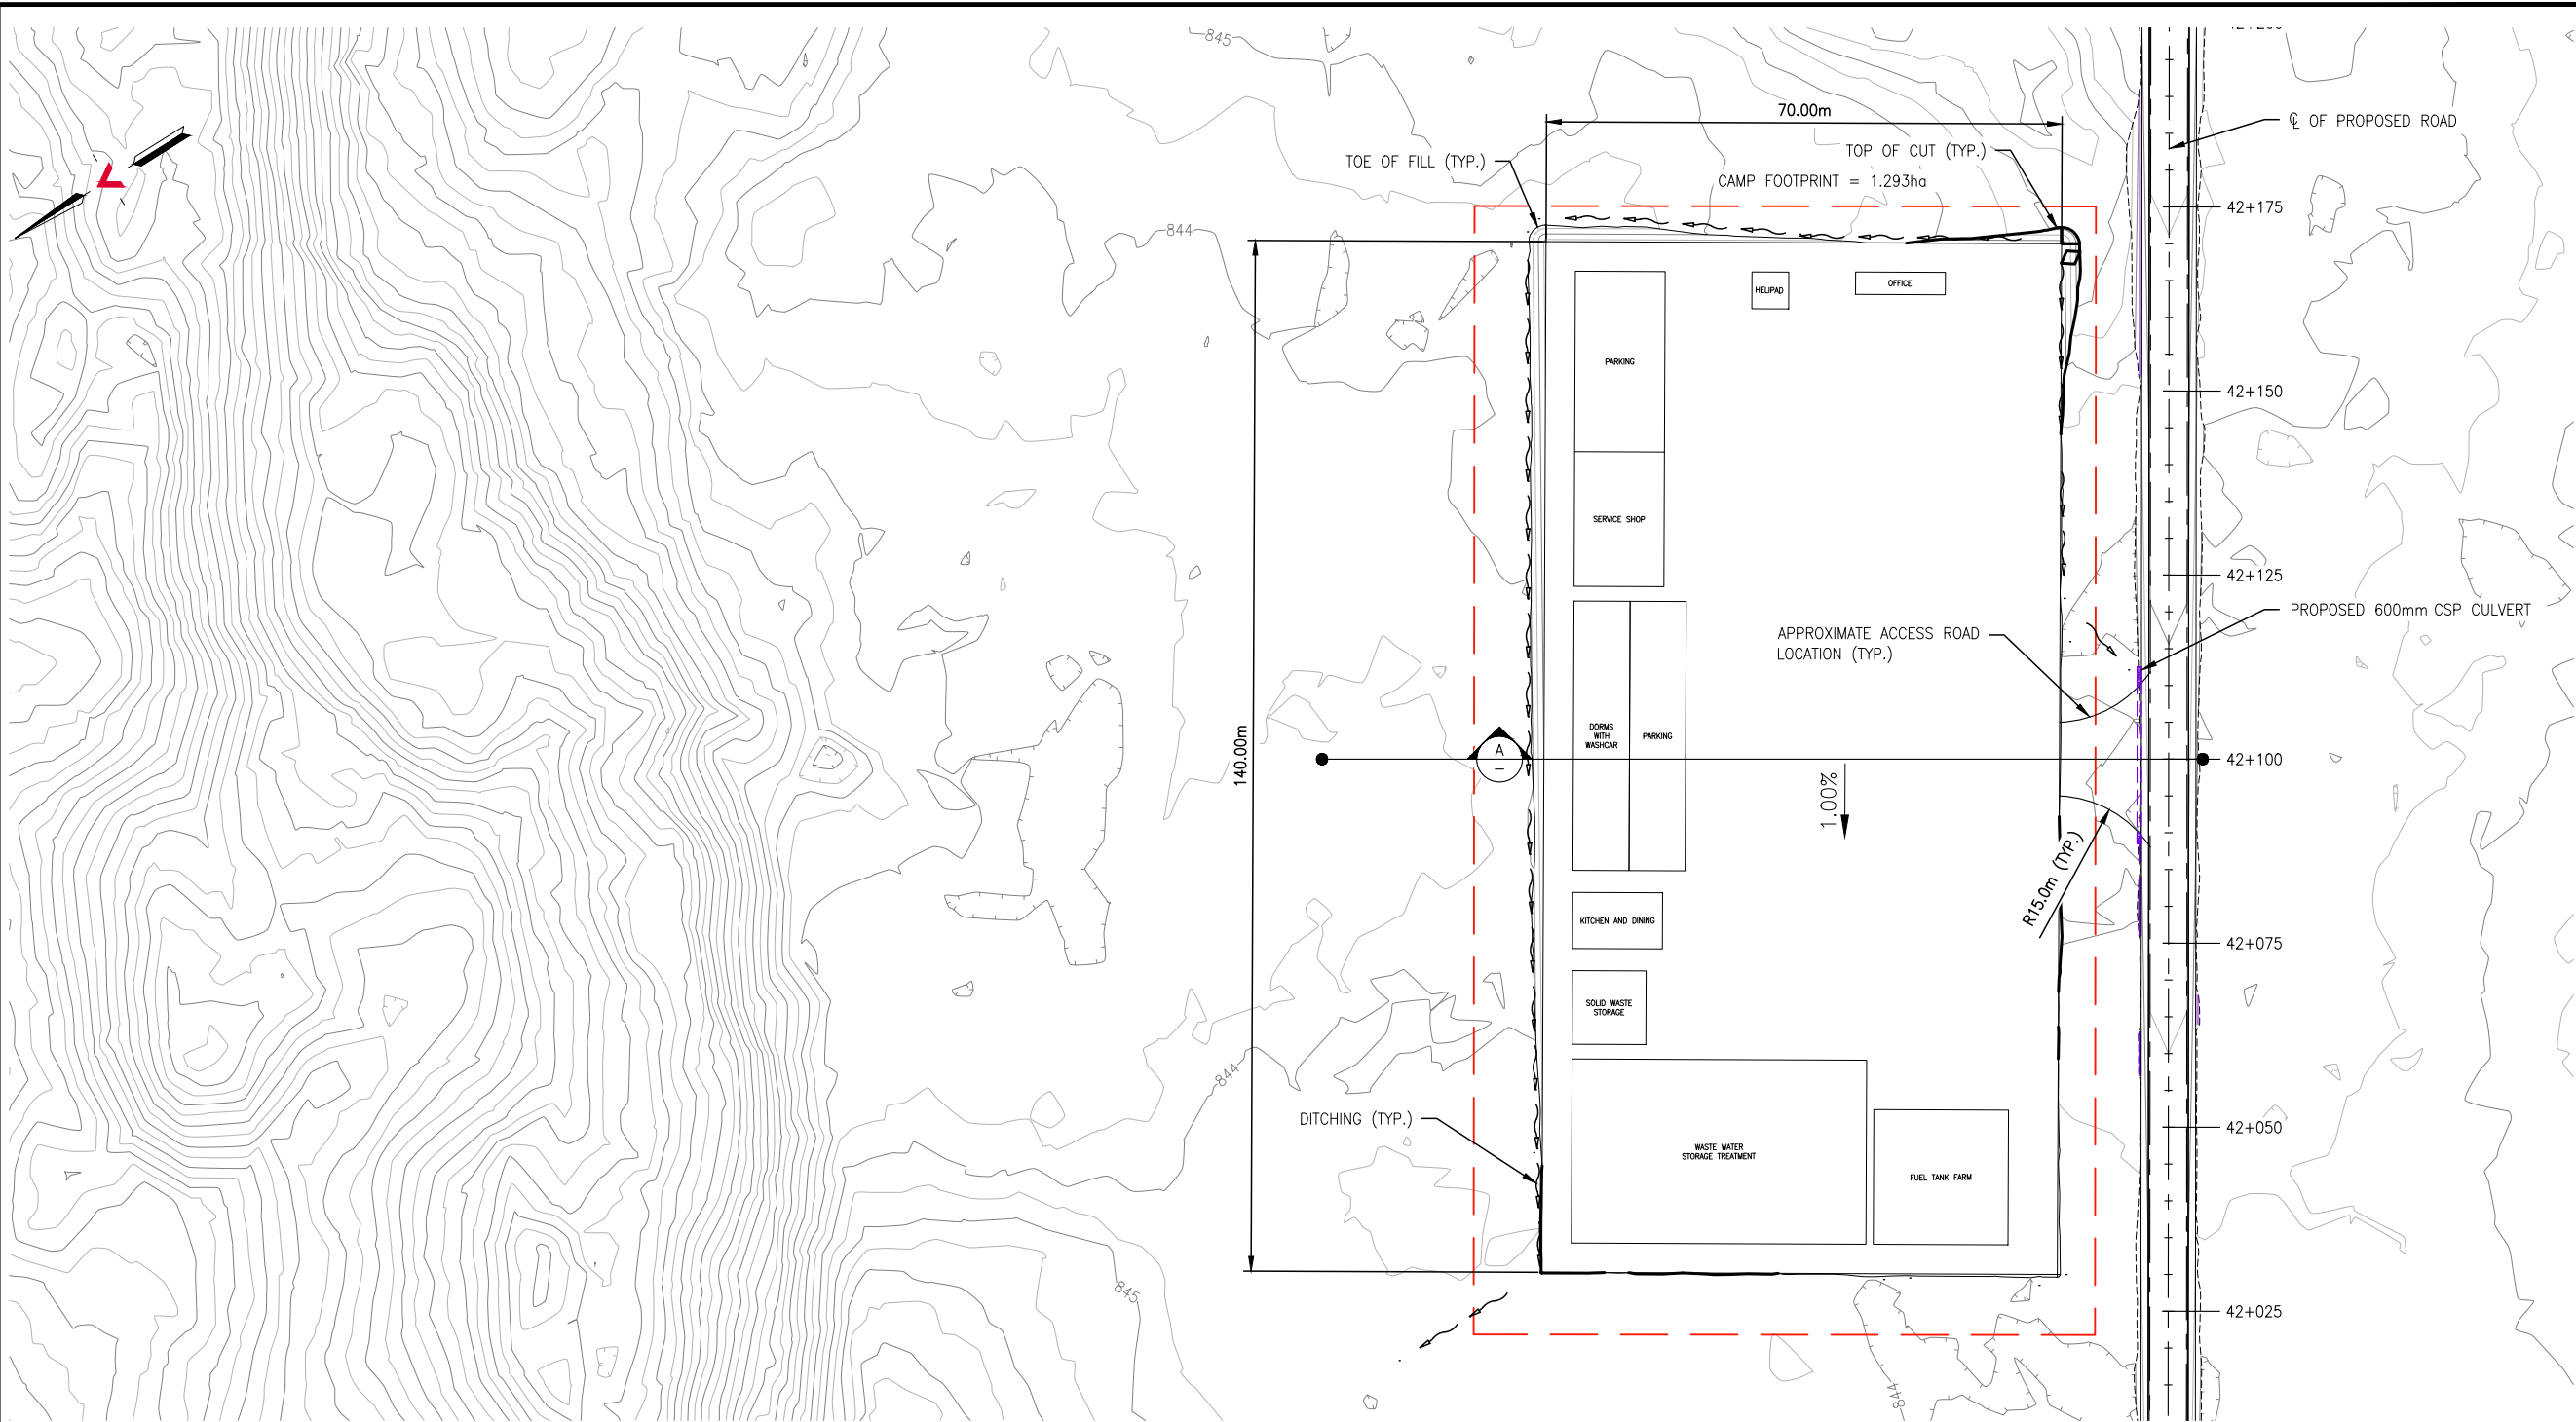 845
70.00m
℄ OF PROPOSED ROAD
TOE OF FILL (TYP.)
TOP OF CUT (TYP.)
CAMP FOOTPRINT = 1.293ha
42+175
844
HELIPAD
OFFICE
PARKING
42+150
SERVICE SHOP
42+125
PROPOSED 600mm CSP CULVERT
APPROXIMATE ACCESS ROAD
LOCATION (TYP.)
140.00m
DORMS
WITH
WASHCAR
PARKING
A
–
42+100
1.00%
R15.0m (TYP.)
KITCHEN AND DINING
42+075
SOLID WASTE
STORAGE
844
DITCHING (TYP.)
42+050
WASTE WATER
STORAGE TREATMENT
FUEL TANK FARM
845
42+025
844